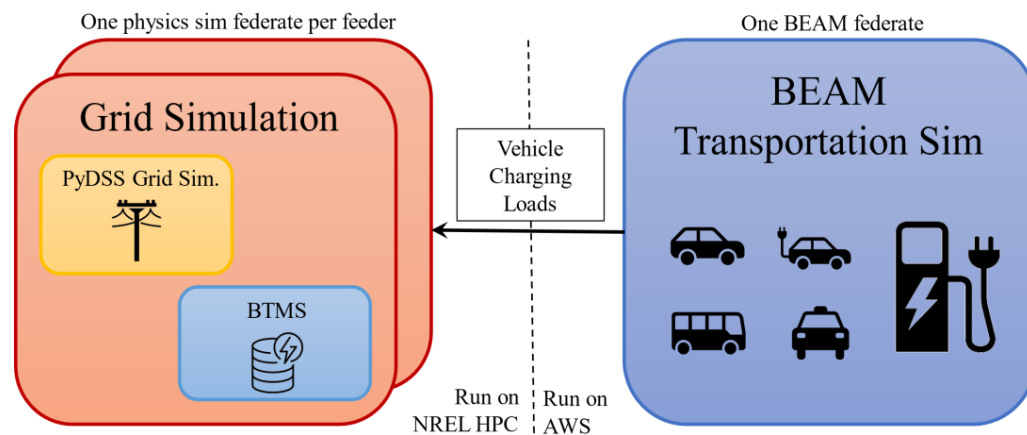 One physics sim federate per feeder
One BEAM federate
Grid Simulation
PyDSS Grid Sim.
BTMS
Vehicle
Charging
Loads
BEAM
Transportation Sim
Run on
NREL HPC
Run on
AWS